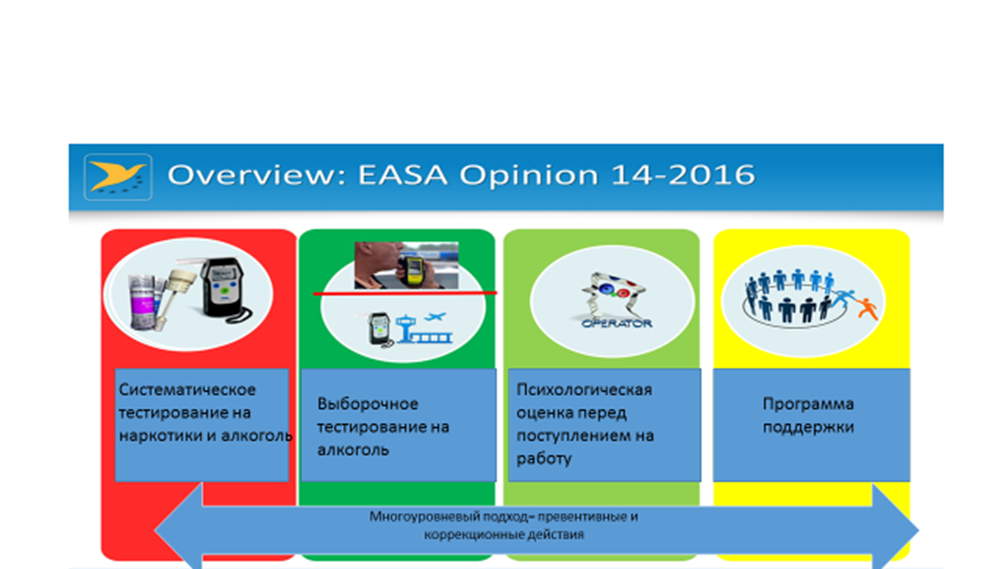 Overview: EASA Opinion 14-2016
OPERATOR
Систематическое
тестирование на
наркотики и алкоголь
Выборочное
тестирование на
алкоголь
Психологическая
оценка перед
поступлением на
работу
Программа
поддержки
Многоуровневый подход– превентивные и
коррекционные действия